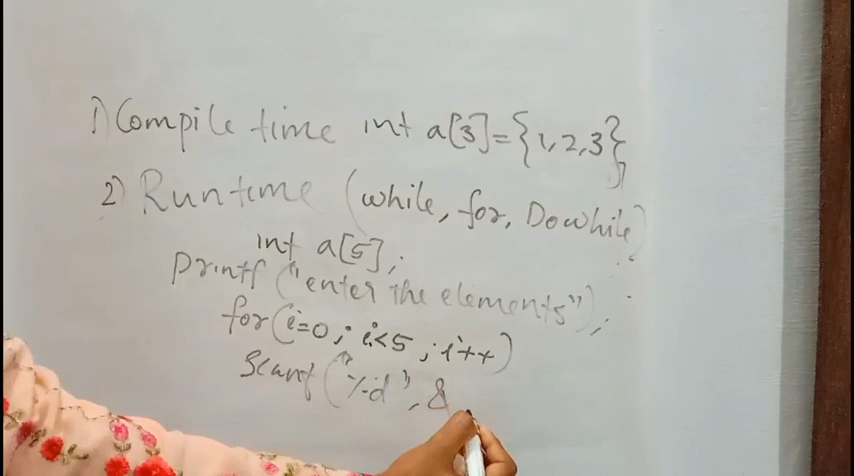 1) Compile time int a[3]={1,2,3};
2) Runtime (while, for, Dowhile)
int a[5];
printf ("enter the elements");
for(i=0; i<5; i++)
Scanf ("%d", &